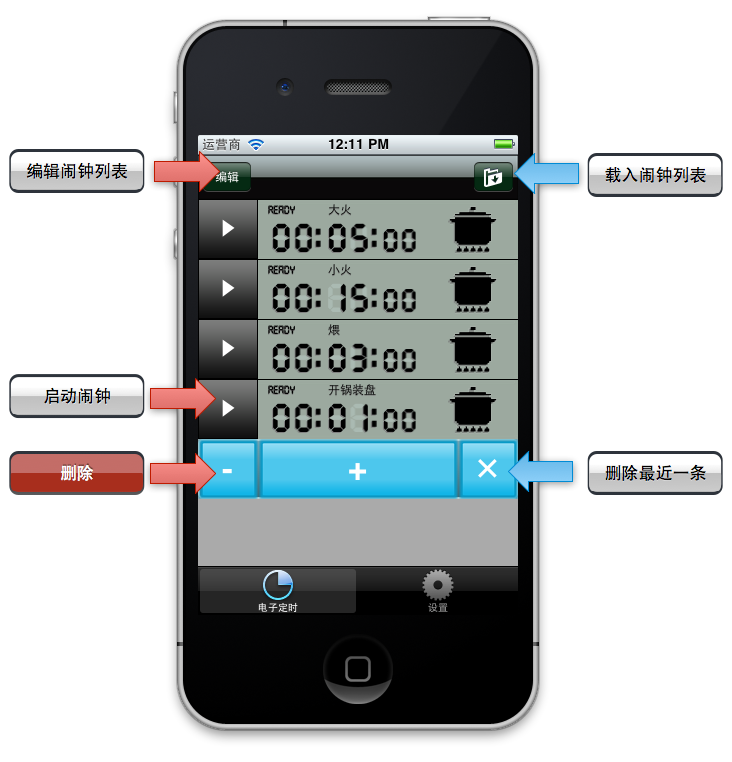 运营商
12:11 PM
编辑闹钟列表
编辑
载入闹钟列表
READY 大火
00:05:00
READY 小火
00:15:00
READY 煨
00:03:00
启动闹钟
READY 开锅装盘
00:01:00
删除
-
+
×
删除最近一条
电子定时
设置